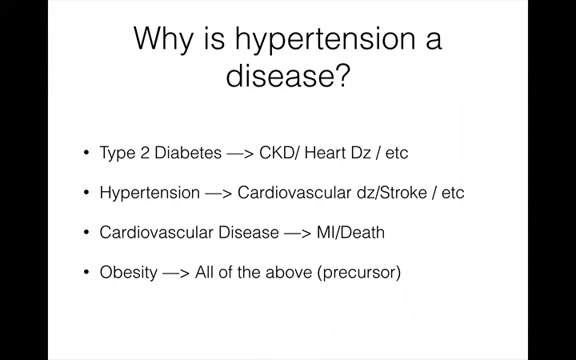 Why is hypertension a
disease?
• Type 2 Diabetes —> CKD/ Heart Dz / etc
• Hypertension —> Cardiovascular dz/Stroke / etc
• Cardiovascular Disease —> MI/Death
• Obesity —> All of the above (precursor)